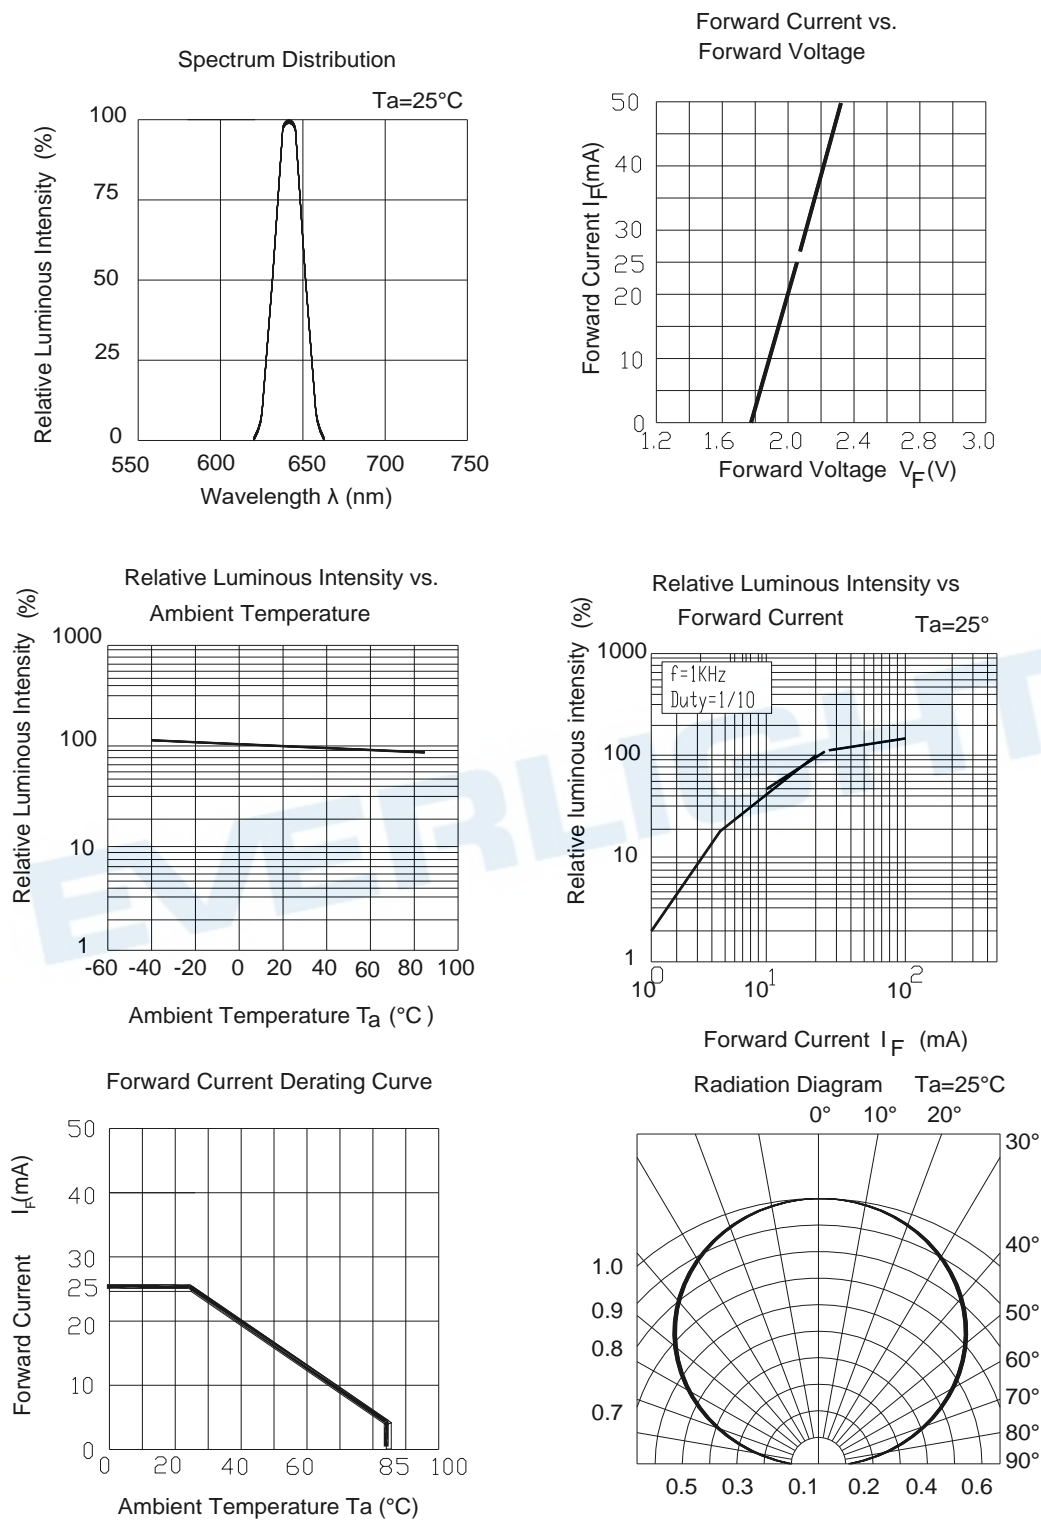 Spectrum Distribution
Ta=25°C
Relative Luminous Intensity (%)
100
75
50
25
0
550 600 650 700 750
Wavelength λ (nm)
Forward Current vs.
Forward Voltage
Forward Current IF(mA)
50
40
30
25
20
10
0
1.2 1.6 2.0 2.4 2.8 3.0
Forward Voltage VF(V)
Relative Luminous Intensity vs.
Ambient Temperature
Relative Luminous Intensity (%)
1000
100
10
1
-60 -40 -20 0 20 40 60 80 100
Ambient Temperature Ta (°C)
Relative Luminous Intensity vs
Forward Current
Ta=25°
Relative luminous intensity (%)
f=1KHz
Duty=1/10
1000
100
10
1
10⁰ 10¹ 10²
Forward Current IF (mA)
EVERLIGHT
Forward Current Derating Curve
Forward Current IF(mA)
50
40
30
25
20
10
0
0 20 40 60 85 100
Ambient Temperature Ta (°C)
Radiation Diagram Ta=25°C
0° 10° 20°
30°
40°
50°
60°
70°
80°
90°
1.0
0.9
0.8
0.7
0.5 0.3 0.1 0.2 0.4 0.6